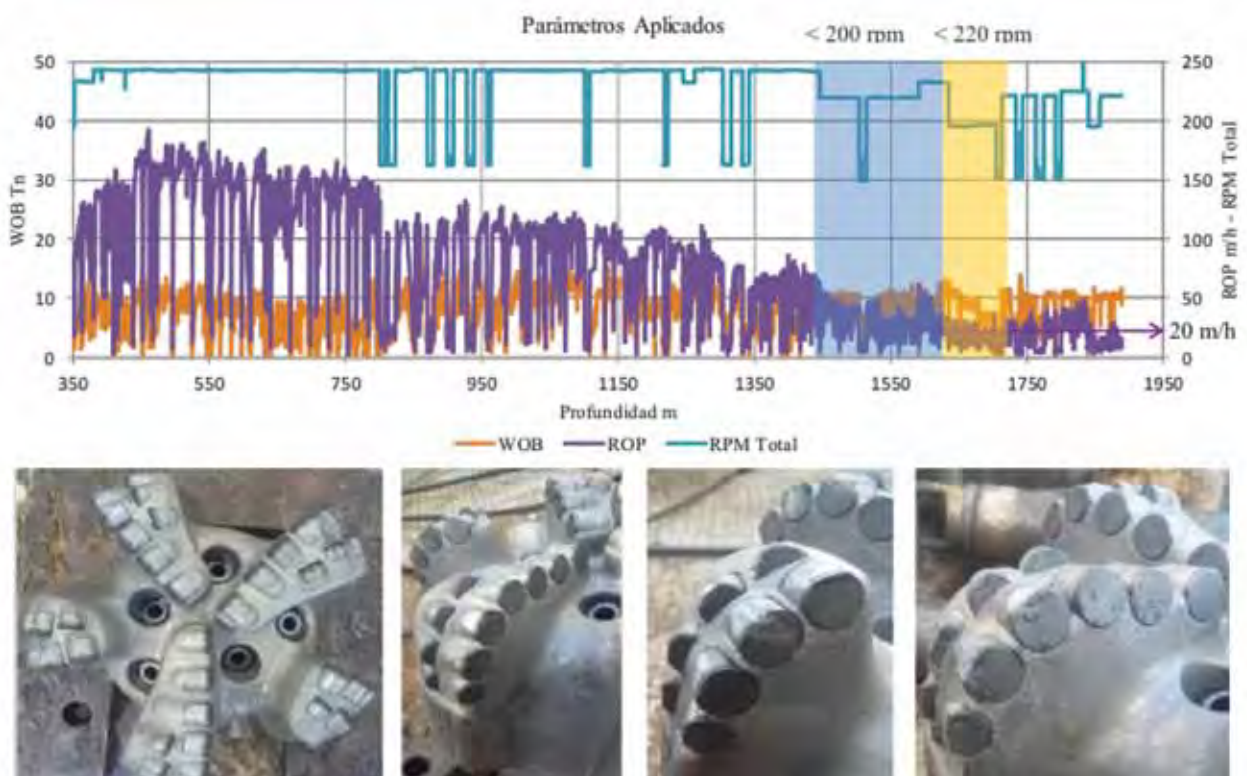 Parámetros Aplicados
< 200 rpm
< 220 rpm
50
40
30
20
10
0
WOB Tn
250
200
150
100
50
0
20 m/h
ROP m/h - RPM Total
350 550 750 950 1150 1350 1550 1750 1950
Profundidad m
WOB ROP RPM Total